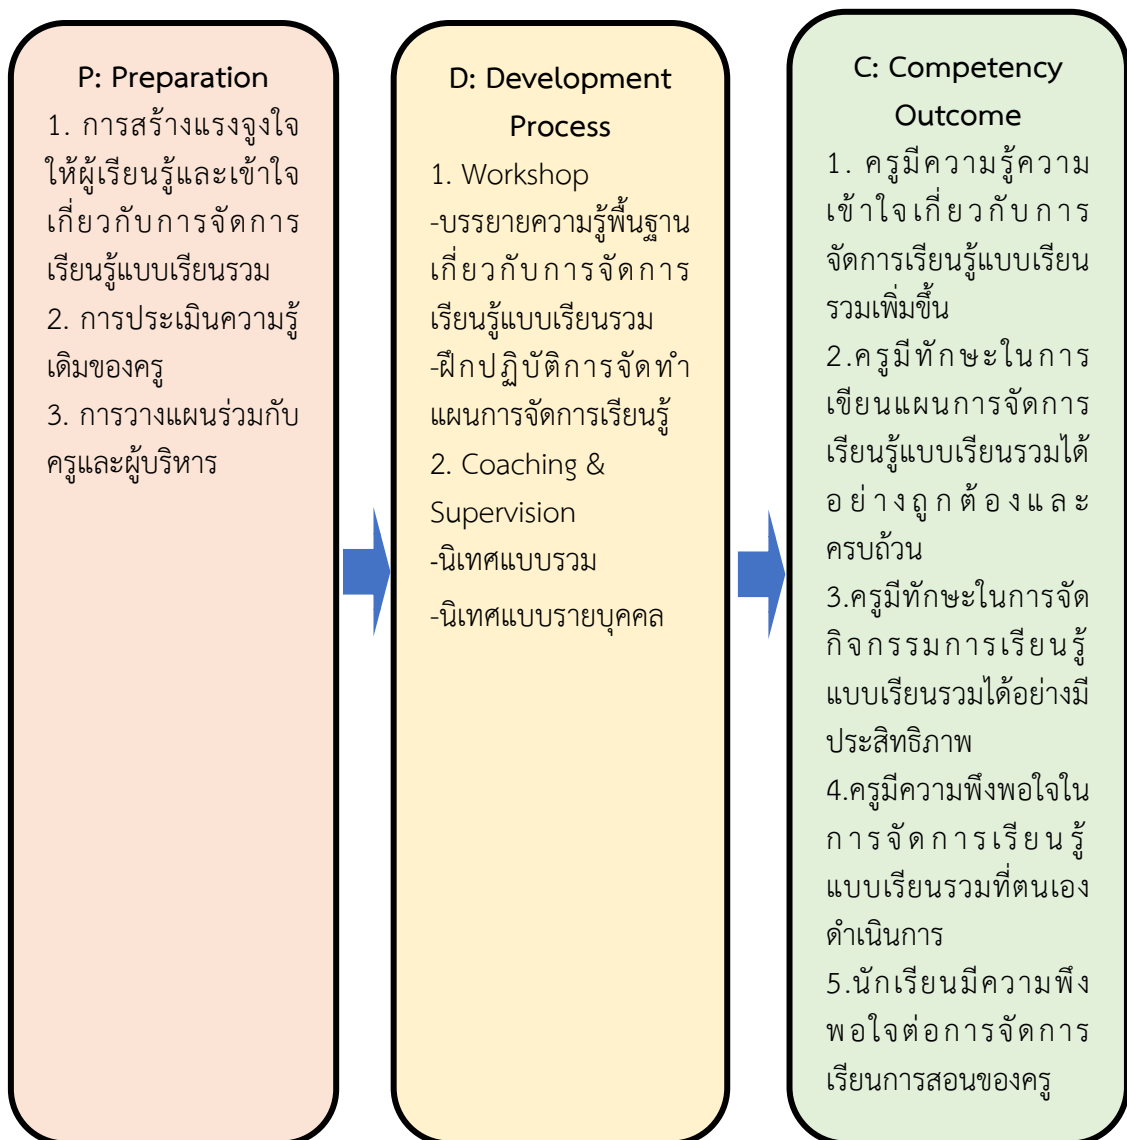 P: Preparation
1. การสร้างแรงจูงใจ
ให้ผู้เรียนรู้และเข้าใจ
เกี่ยวกับการจัดการ
เรียนรู้แบบเรียนรวม
2. การประเมินความรู้
เดิมของครู
3. การวางแผนร่วมกับ
ครูและผู้บริหาร
D: Development
Process
1. Workshop
-บรรยายความรู้พื้นฐาน
เกี่ยวกับการจัดการ
เรียนรู้แบบเรียนรวม
-ฝึกปฏิบัติการจัดทำ
แผนการจัดการเรียนรู้
2. Coaching &
Supervision
-นิเทศแบบรวม
-นิเทศแบบรายบุคคล
C: Competency
Outcome
1. ครูมีความรู้ความ
เข้าใจเกี่ยวกับการ
จัดการเรียนรู้แบบเรียน
รวมเพิ่มขึ้น
2.ครูมีทักษะในการ
เขียนแผนการจัดการ
เรียนรู้แบบเรียนรวมได้
อย่างถูกต้องและ
ครบถ้วน
3.ครูมีทักษะในการจัด
กิจกรรมการเรียนรู้
แบบเรียนรวมได้อย่างมี
ประสิทธิภาพ
4.ครูมีความพึงพอใจใน
การจัดการเรียนรู้
แบบเรียนรวมที่ตนเอง
ดำเนินการ
5.นักเรียนมีความพึง
พอใจต่อการจัดการ
เรียนการสอนของครู